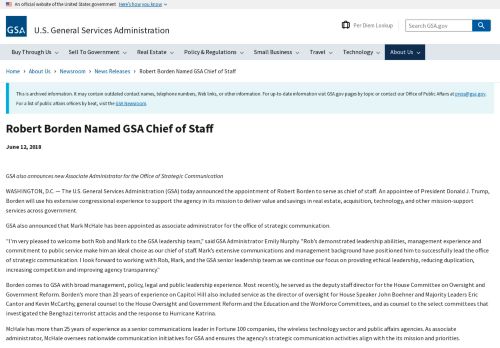 An official website of the United States government Here's how you know
GSA U.S. General Services Administration
Per Diem Lookup
Search GSA.gov
Buy Through Us Sell To Government Real Estate Policy & Regulations Small Business Travel Technology About Us
Home › About Us › Newsroom › News Releases › Robert Borden Named GSA Chief of Staff
This is archived information. It may contain outdated contact names, telephone numbers, Web links, or other information. For up-to-date information visit GSA.gov pages by topic or contact our Office of Public Affairs at press@gsa.gov.
For a list of public affairs officers by beat, visit the GSA Newsroom.
Robert Borden Named GSA Chief of Staff
June 12, 2018
GSA also announces new Associate Administrator for the Office of Strategic Communication
WASHINGTON, D.C. — The U.S. General Services Administration (GSA) today announced the appointment of Robert Borden to serve as chief of staff. An appointee of President Donald J. Trump,
Borden will use his extensive congressional experience to support the agency in its mission to deliver value and savings in real estate, acquisition, technology, and other mission-support
services across government.
GSA also announced that Mark McHale has been appointed as associate administrator for the office of strategic communication.
"I'm very pleased to welcome both Rob and Mark to the GSA leadership team," said GSA Administrator Emily Murphy. "Rob's demonstrated leadership abilities, management experience and
commitment to public service make him an ideal choice as our chief of staff. Mark's extensive communications and management background have positioned him to successfully lead the office
of strategic communication. I look forward to working with Rob, Mark, and the GSA senior leadership team as we continue our focus on providing ethical leadership, reducing duplication,
increasing competition and improving agency transparency."
Borden comes to GSA with broad management, policy, legal and public leadership experience. Most recently, he served as the deputy staff director for the House Committee on Oversight and
Government Reform. Borden's more than 20 years of experience on Capitol Hill also included service as the director of oversight for House Speaker John Boehner and Majority Leaders Eric
Cantor and Kevin McCarthy, general counsel to the House Oversight and Government Reform and the Education and the Workforce Committees, and as counsel to the select committees that
investigated the Benghazi terrorist attacks and the response to Hurricane Katrina.
McHale has more than 25 years of experience as a senior communications leader in Fortune 100 companies, the wireless technology sector and public affairs agencies. As associate
administrator, McHale oversees nationwide communication initiatives for GSA and ensures the agency's strategic communication activities align with the its mission and priorities.